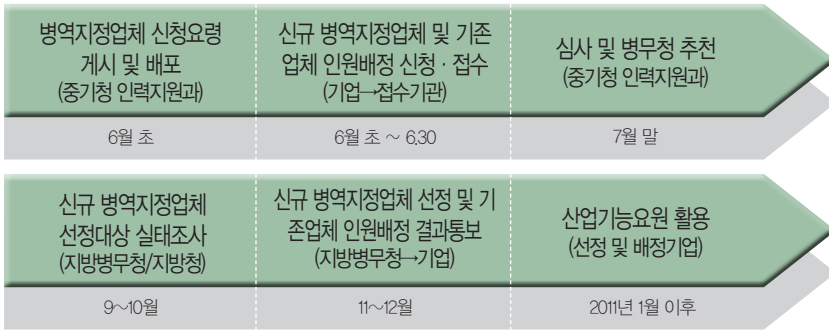 병역지정업체 신청요령
게시 및 배포
(중기청 인력지원과)
6월 초
신규 병역지정업체 및 기존
업체 인원배정 신청 · 접수
(기업→접수기관)
6월 초 ~ 6.30
심사 및 병무청 추천
(중기청 인력지원과)
7월 말
신규 병역지정업체
선정대상 실태조사
(지방병무청/지방청)
9~10월
신규 병역지정업체 선정 및 기
존업체 인원배정 결과통보
(지방병무청→기업)
11~12월
산업기능요원 활용
(선정 및 배정기업)
2011년 1월 이후